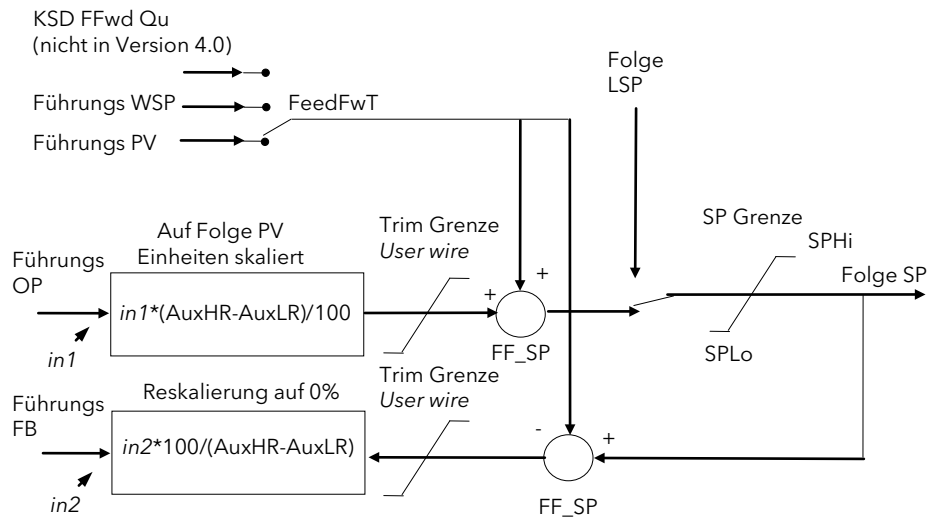 KSD FFwd Qu
(nicht in Version 4.0)
Führungs WSP
FeedFwT
Führungs PV
Folge
LSP
Auf Folge PV
Einheiten skaliert
Trim Grenze
User wire
SP Grenze
SPHi
Führungs
OP
Folge SP
in1*(AuxHR-AuxLR)/100
+
+
in1
FF_SP
SPLo
Reskalierung auf 0%
Trim Grenze
User wire
Führungs
FB
in2*100/(AuxHR-AuxLR)
-
+
in2
FF_SP